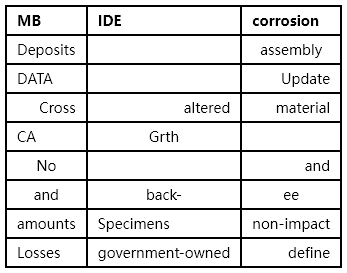 MB IDE corrosion
Deposits assembly
DATA Update
Cross altered material
CA Grth
No and
and back- ee
amounts Specimens non-impact
Losses government-owned define